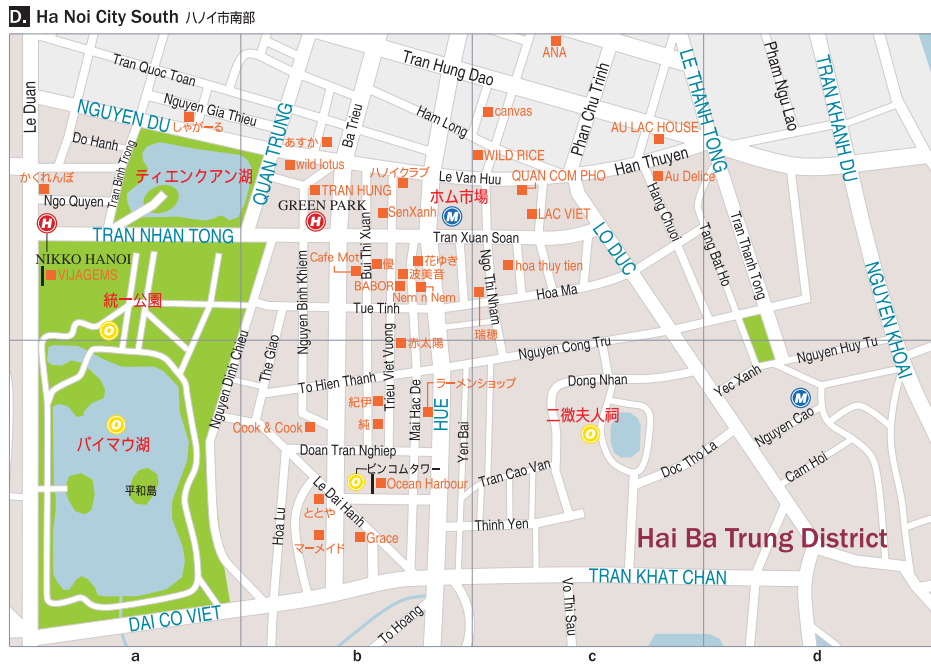 D. Ha Noi City South ハノイ市南部
ANA
Tran Quoc Toan
Tran Hung Dao
Le Duan
Nguyen Gia Thieu
NGUYEN DU
しゃがーる
Do Hanh
Tran Binh Trong
QUAN TRUNG
Ba Trieu
Ham Long
canvas
Phan Chu Trinh
LE THANH TONG
Pham Ngu Lao
TRAN KHANH DU
AU LAC HOUSE
あすか
wild lotus
WILD RICE
Han Thuyen
かくれんぼ
ティエンクアン湖
ハノイクラブ
Le Van Huu
QUAN COM PHO
Au Delice
Ngo Quyen
TRAN HUNG
GREEN PARK
ホム市場
SenXanh
LAC VIET
Hang Chuoi
H
H
M
TRAN NHAN TONG
Tran Xuan Soan
LO DUC
Tang Bat Ho
Tran Thanh Tong
NIKKO HANOI
VIJAGEMS
Cafe Mot
Bui Thi Xuan
優
花ゆき
波美音
BABOR
Nem n Nem
Ngo Thi Nham
hoa thuy tien
Hoa Ma
NGUYEN KHOAI
統一公園
Nguyen Binh Khiem
Tue Tinh
瑞穂
O
Nguyen Dinh Chieu
The Giao
Trieu Viet Vuong
赤太陽
Nguyen Cong Tru
Nguyen Huy Tu
To Hien Thanh
ラーメンショップ
Dong Nhan
Yec Xanh
紀伊
Mai Hac De
HUE
二微夫人祠
M
O
バイマウ湖
Cook & Cook
純
Yen Bai
O
Nguyen Cao
Doan Tran Nghiep
Doc Tho La
Cam Hoi
ビンコムタワー
O
Ocean Harbour
Tran Cao Van
平和島
Le Dai Hanh
ととや
Hoa Lu
マーメイド
Grace
Thinh Yen
Hai Ba Trung District
TRAN KHAT CHAN
Vo Thi Sau
DAI CO VIET
To Hoang
a b c d